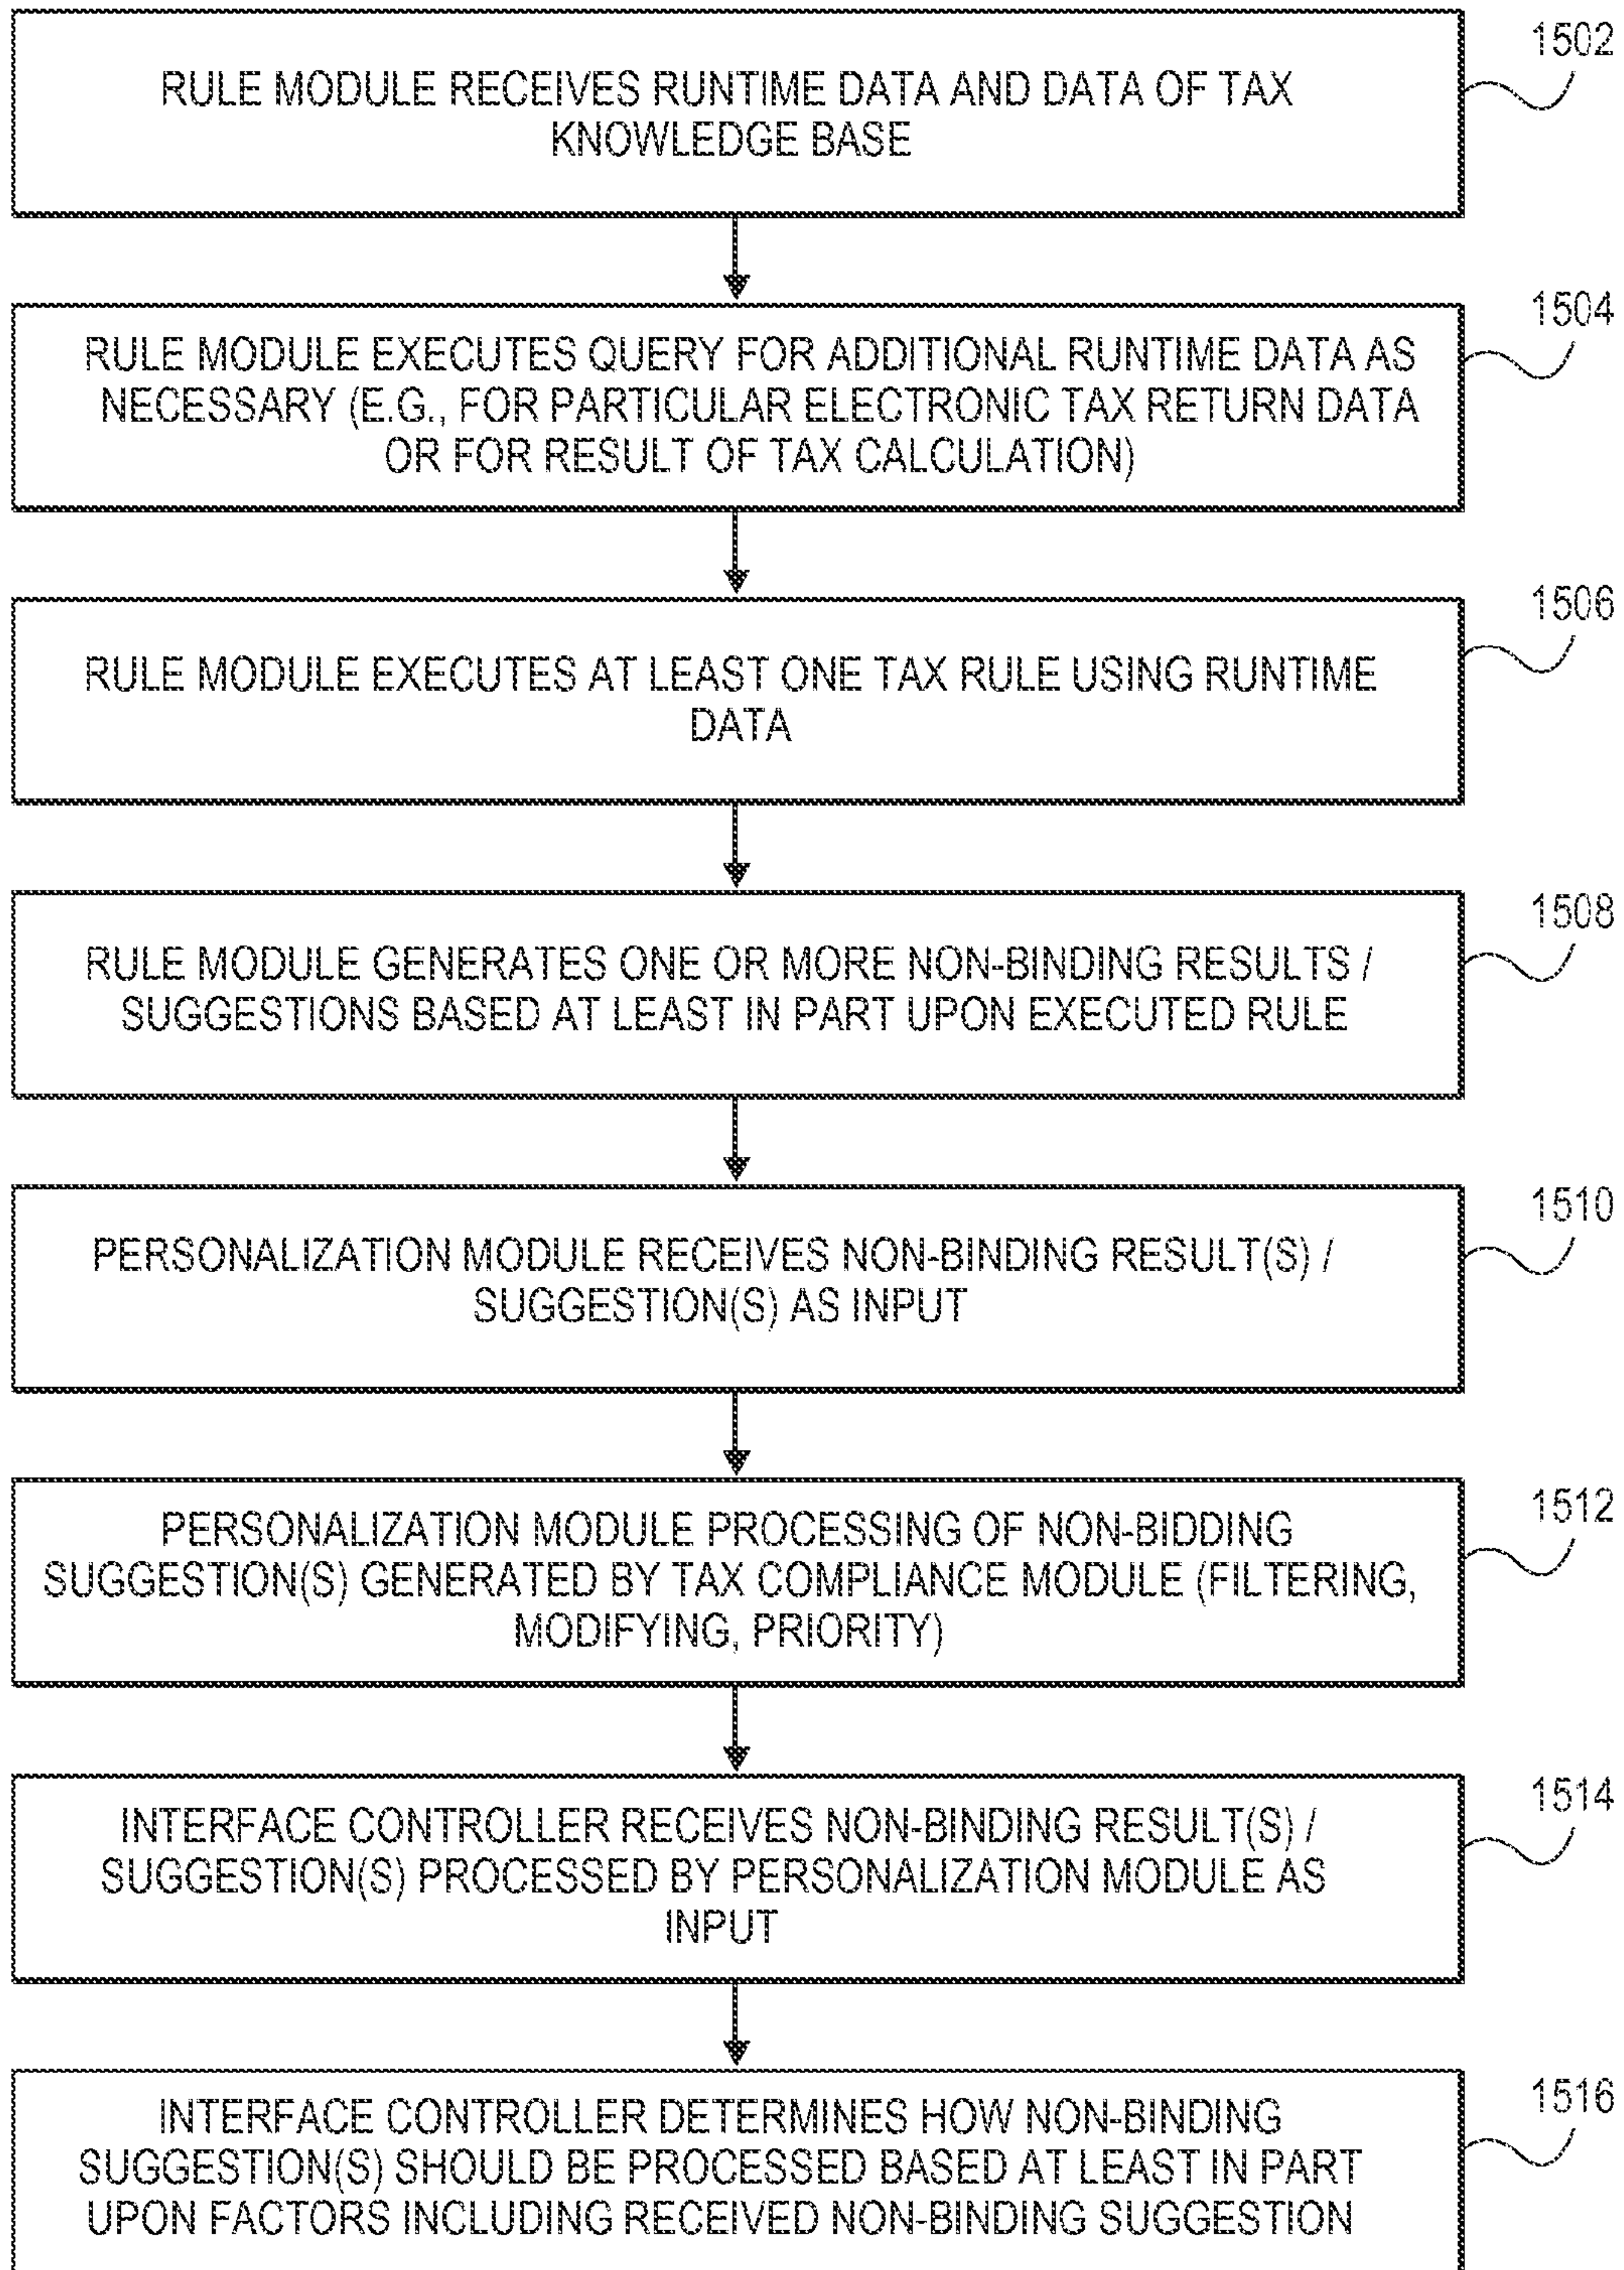 1502
RULE MODULE RECEIVES RUNTIME DATA AND DATA OF TAX
KNOWLEDGE BASE
1504
RULE MODULE EXECUTES QUERY FOR ADDITIONAL RUNTIME DATA AS
NECESSARY (E.G., FOR PARTICULAR ELECTRONIC TAX RETURN DATA
OR FOR RESULT OF TAX CALCULATION)
1506
RULE MODULE EXECUTES AT LEAST ONE TAX RULE USING RUNTIME
DATA
1508
RULE MODULE GENERATES ONE OR MORE NON-BINDING RESULTS /
SUGGESTIONS BASED AT LEAST IN PART UPON EXECUTED RULE
1510
PERSONALIZATION MODULE RECEIVES NON-BINDING RESULT(S) /
SUGGESTION(S) AS INPUT
1512
PERSONALIZATION MODULE PROCESSING OF NON-BIDDING
SUGGESTION(S) GENERATED BY TAX COMPLIANCE MODULE (FILTERING,
MODIFYING, PRIORITY)
1514
INTERFACE CONTROLLER RECEIVES NON-BINDING RESULT(S) /
SUGGESTION(S) PROCESSED BY PERSONALIZATION MODULE AS
INPUT
1516
INTERFACE CONTROLLER DETERMINES HOW NON-BINDING
SUGGESTION(S) SHOULD BE PROCESSED BASED AT LEAST IN PART
UPON FACTORS INCLUDING RECEIVED NON-BINDING SUGGESTION